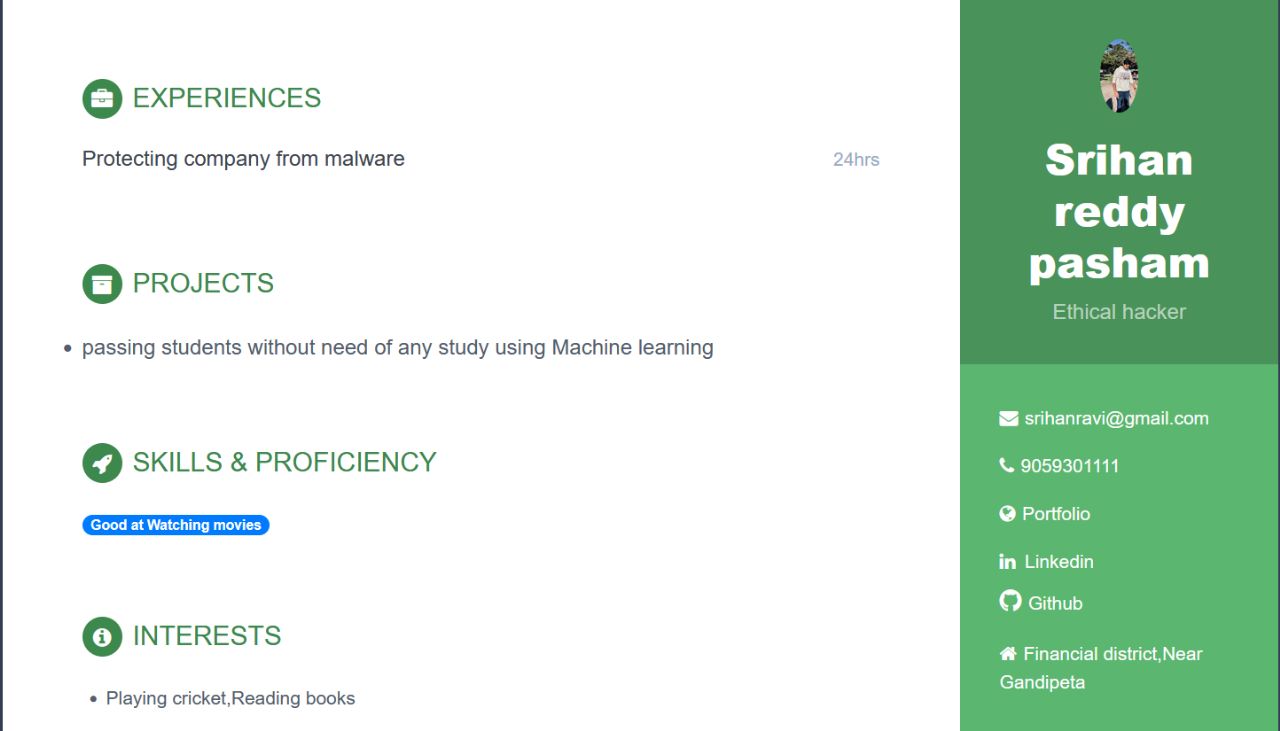 EXPERIENCES
Protecting company from malware
24hrs
PROJECTS
passing students without need of any study using Machine learning
SKILLS & PROFICIENCY
Good at Watching movies
INTERESTS
Playing cricket,Reading books
Srihan
reddy
pasham
Ethical hacker
srihanravi@gmail.com
9059301111
Portfolio
Linkedin
Github
Financial district,Near
Gandipeta